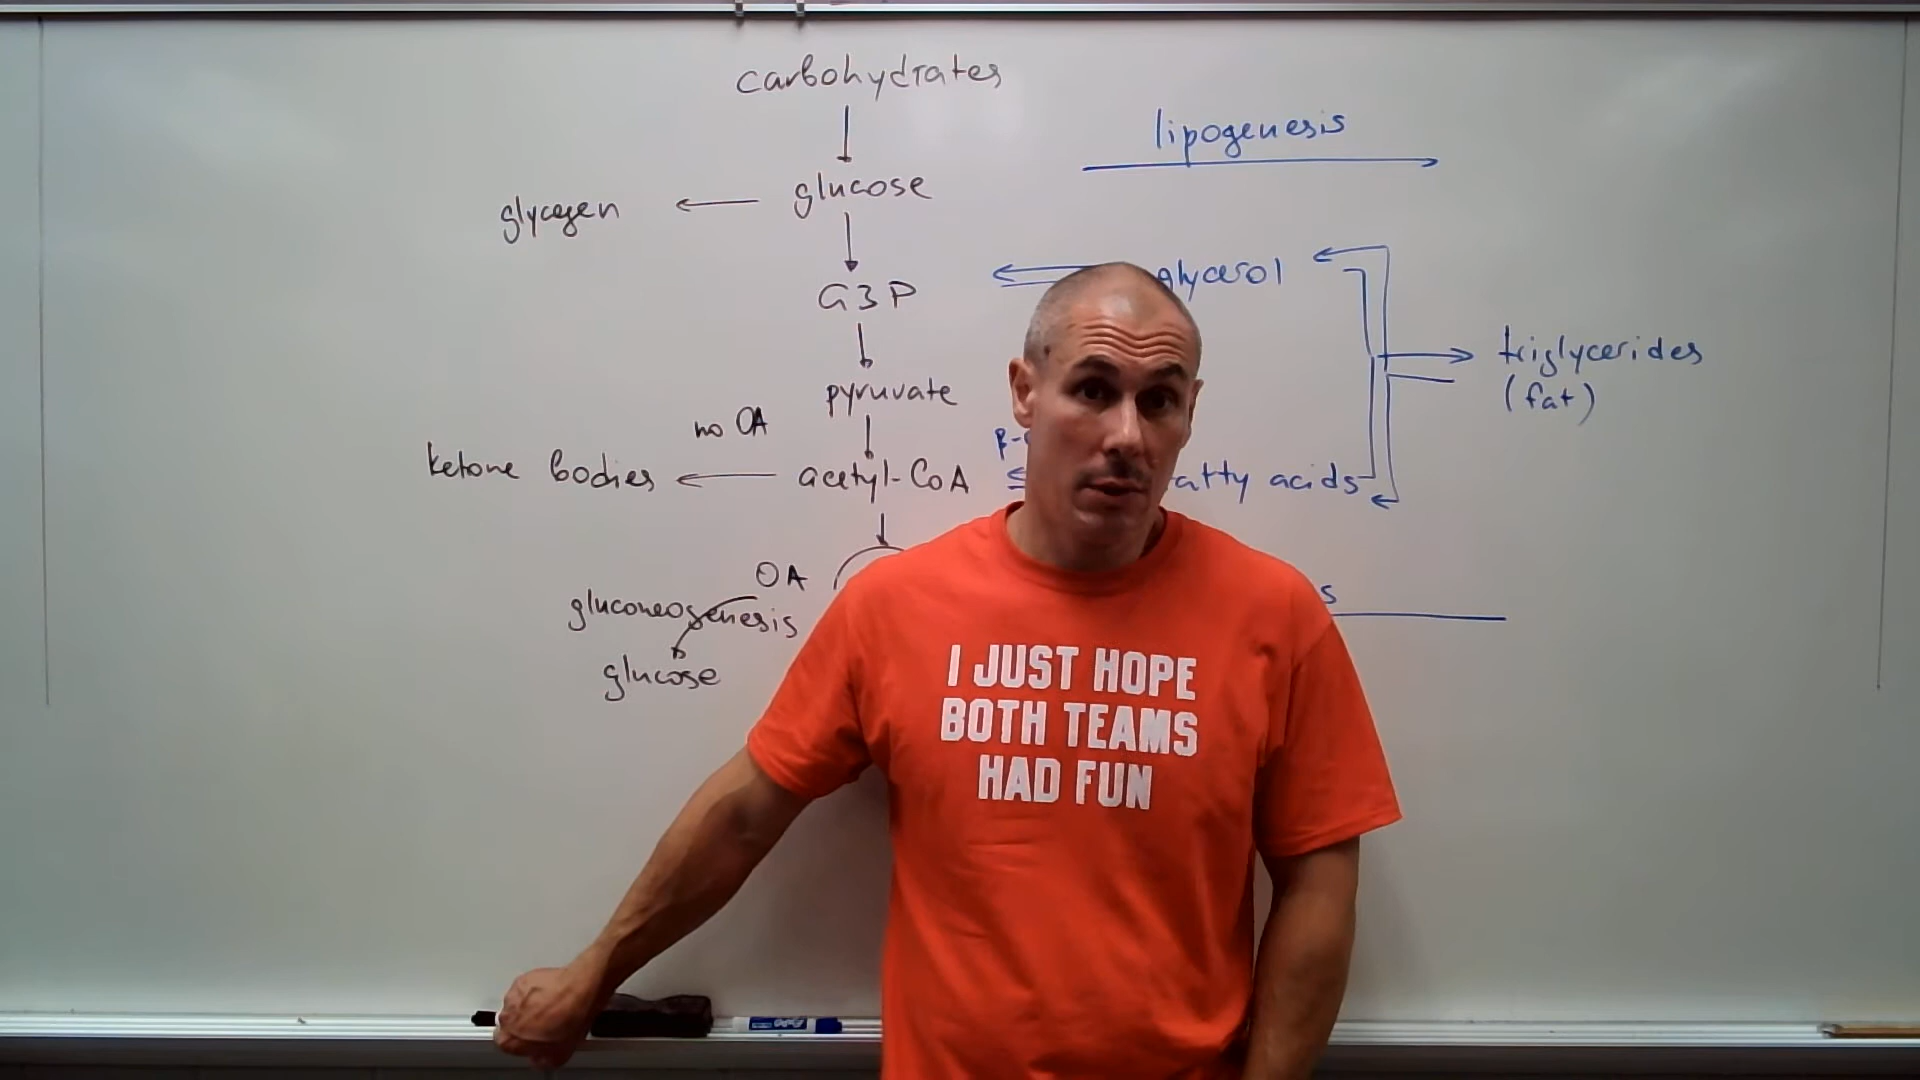 carbohydrates
lipogenesis
glycogen
glucose
glycerol
G3P
triglycerides
(fat)
pyruvate
no OA
β-
ketone bodies
acetyl-CoA
atty acids
OA
gluconeogenesis
s
glucose
I JUST HOPE
BOTH TEAMS
HAD FUN